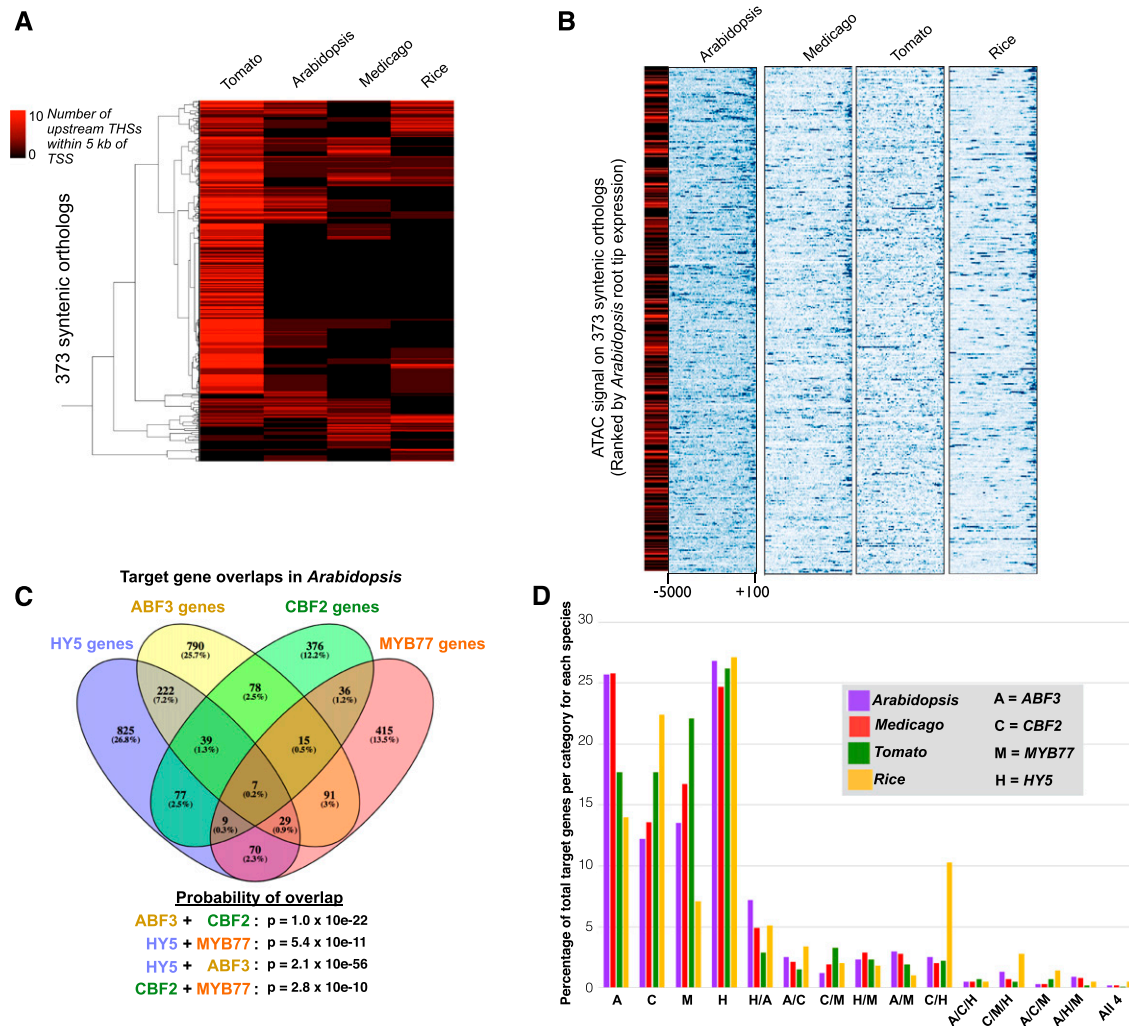 A
Tomato
Arabidopsis
Medicago
Rice
10
0
Number of
upstream THSs
within 5 kb of
TSS
373 syntenic orthologs
B
Arabidopsis
Medicago
Tomato
Rice
ATAC signal on 373 syntenic orthologs
(Ranked by Arabidopsis root tip expression)
-5000
+100
C
Target gene overlaps in Arabidopsis
ABF3 genes
CBF2 genes
HY5 genes
MYB77 genes
790
(25.7%)
376
(12.2%)
222
(7.2%)
78
(2.5%)
36
(1.2%)
825
(26.8%)
39
(1.3%)
15
(0.5%)
415
(13.5%)
77
(2.5%)
7
(0.2%)
91
(3%)
9
(0.3%)
29
(0.9%)
70
(2.3%)
Probability of overlap
ABF3 + CBF2 : p = 1.0 x 10e-22
HY5 + MYB77 : p = 5.4 x 10e-11
HY5 + ABF3 : p = 2.1 x 10e-56
CBF2 + MYB77 : p = 2.8 x 10e-10
D
Percentage of total target genes per category for each species
30
25
20
15
10
5
0
Arabidopsis
Medicago
Tomato
Rice
A = ABF3
C = CBF2
M = MYB77
H = HY5
A
C
M
H
H/A
A/C
C/M
H/M
A/M
C/H
A/C/H
C/M/H
A/C/M
A/H/M
All 4